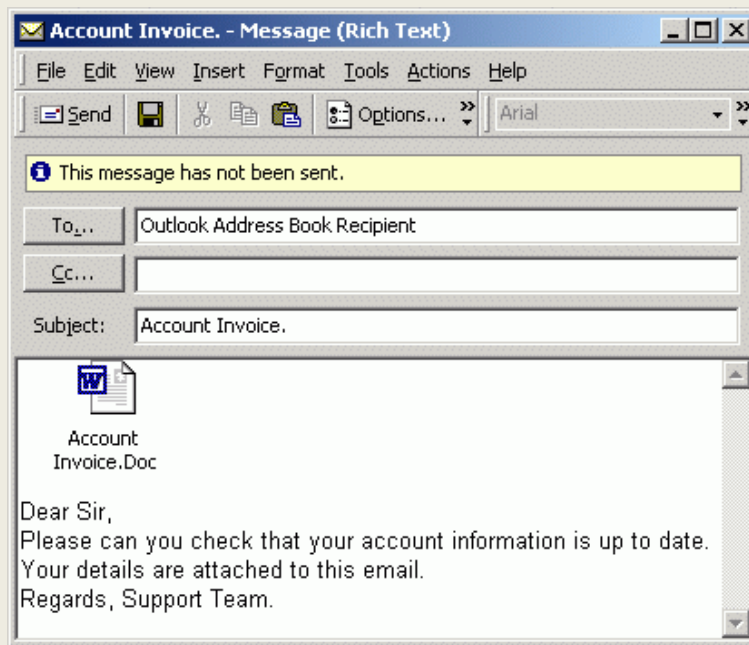 Account Invoice. - Message (Rich Text)
File Edit View Insert Format Tools Actions Help
Send Options... Arial
This message has not been sent.
To... Outlook Address Book Recipient
Cc...
Subject: Account Invoice.
W
Account
Invoice.Doc
Dear Sir,
Please can you check that your account information is up to date.
Your details are attached to this email.
Regards, Support Team.